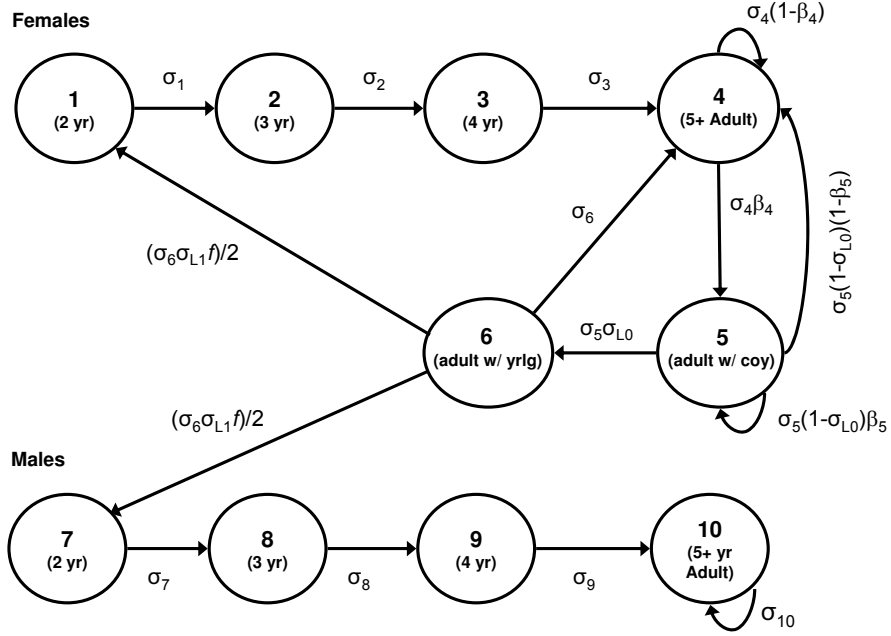 Females
σ4(1-β4)
1
(2 yr)
σ1
2
(3 yr)
σ2
3
(4 yr)
σ3
4
(5+ Adult)
σ4β4
σ5(1-σL0)(1-β5)
σ6
(σ6σL1f)/2
6
(adult w/ yrlg)
σ5σL0
5
(adult w/ coy)
σ5(1-σL0)β5
(σ6σL1f)/2
Males
7
(2 yr)
σ7
8
(3 yr)
σ8
9
(4 yr)
σ9
10
(5+ yr
Adult)
σ10